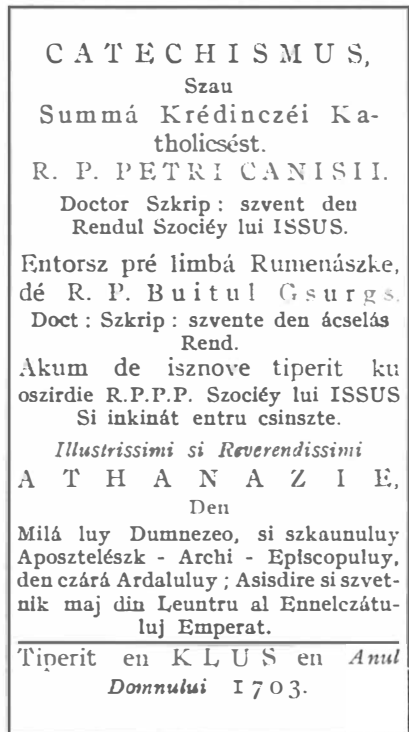 CATECHISMUS,
Szau
Summá Krédinczéi Ka-
tholicsést.
R. P. PETRI CANISII.
Doctor Szkrip : szvent den
Rendul Szociéy lui ISSUS.
Entorsz pré limbá Rumenászke,
dé R. P. Buitul Gsurgs.
Doct : Szkrip : szvente den ácselás
Rend.
Akum de isznove tiperit ku
oszirdie R.P.P.P. Szociéy lui ISSUS
Si inkinát entru csinszte.
Illustrissimi si Reverendissimi
ATHANAZIE,
Den
Milá luy Dumnezeo, si szkaunuluy
Aposztelészk - Archi - Episcopuluy,
den czárá Ardaluluy ; Asisdire si szvet-
nik maj din Leuntru al Ennelczátu-
luj Emperat.
Tiperit en KLUS en Anul
Domnului 1703.